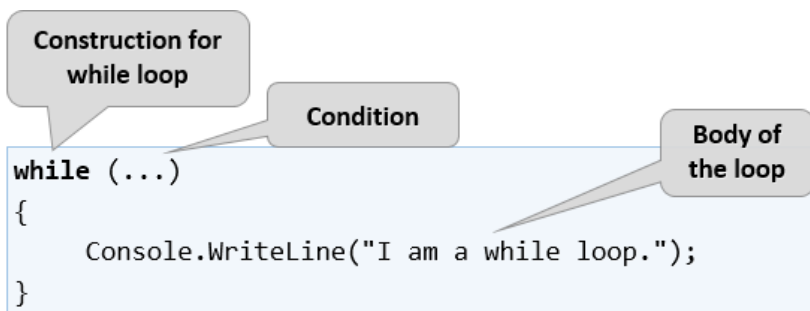 Construction for
while loop
Condition
Body of
the loop
while (...)
{
Console.WriteLine("I am a while loop.");
}